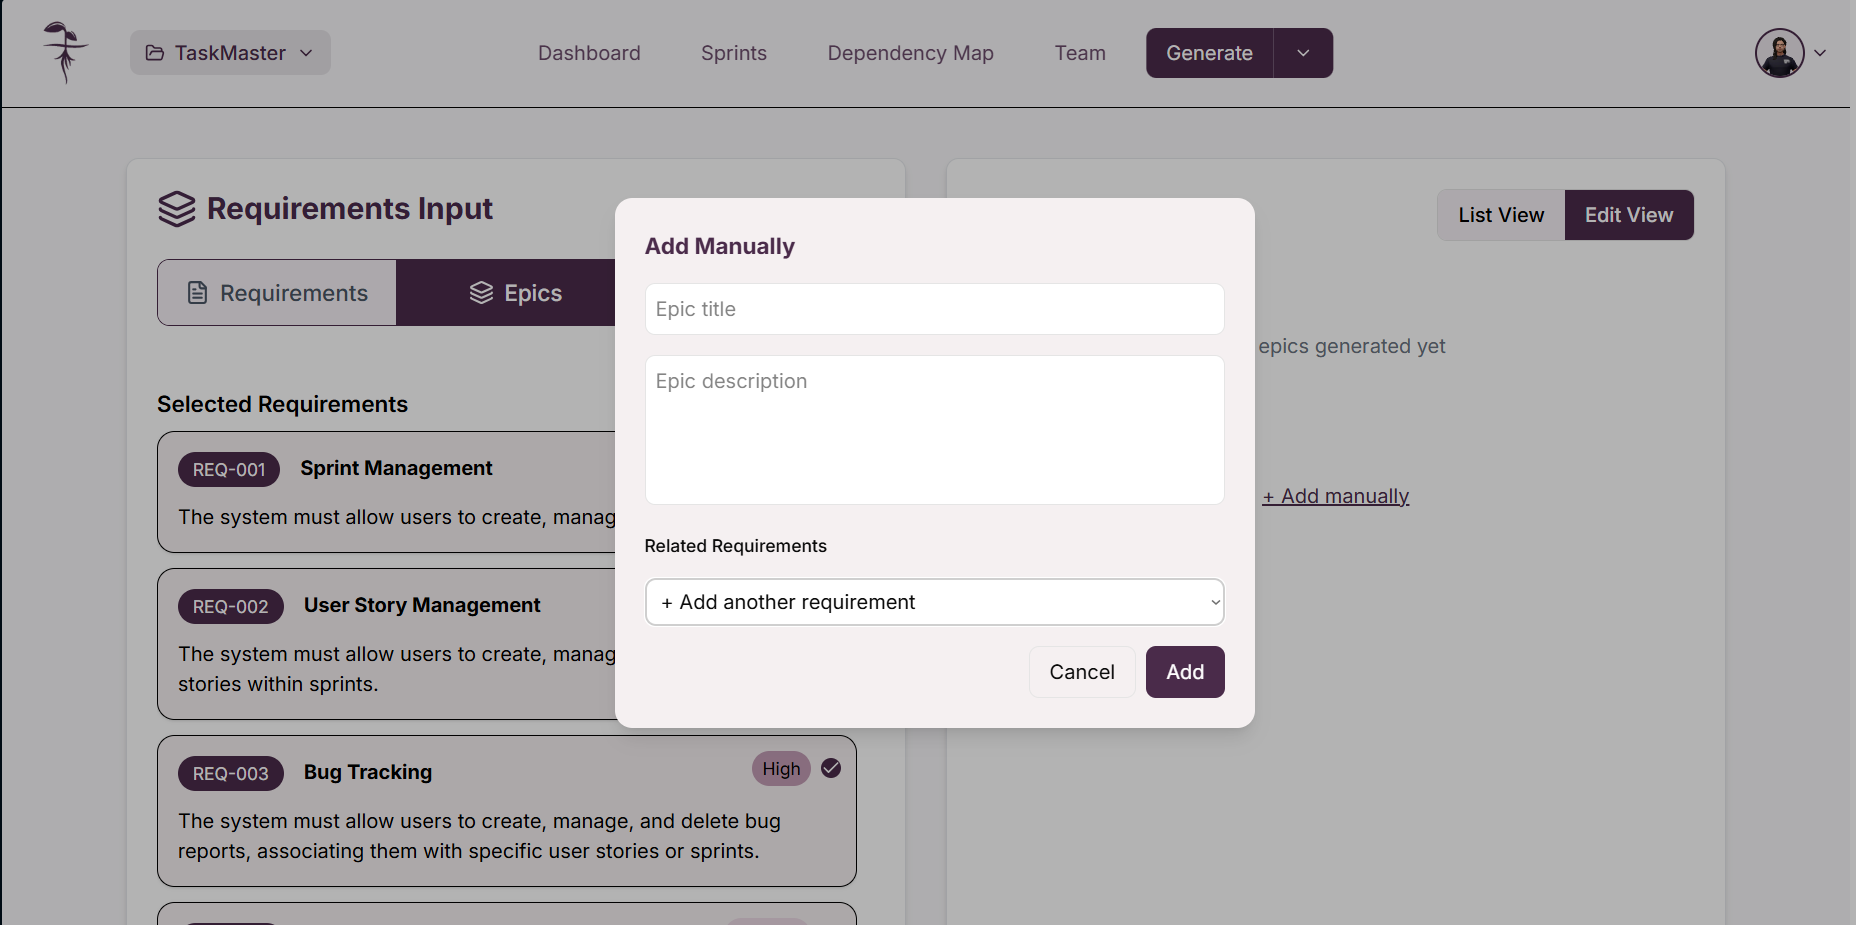 TaskMaster
Dashboard
Sprints
Dependency Map
Team
Generate
Requirements Input
Requirements
Epics
Selected Requirements
REQ-001 Sprint Management
The system must allow users to create, manag
REQ-002 User Story Management
The system must allow users to create, manag
stories within sprints.
REQ-003 Bug Tracking High
The system must allow users to create, manage, and delete bug
reports, associating them with specific user stories or sprints.
Add Manually
Epic title
Epic description
Related Requirements
+ Add another requirement
Cancel
Add
List View
Edit View
epics generated yet
+ Add manually